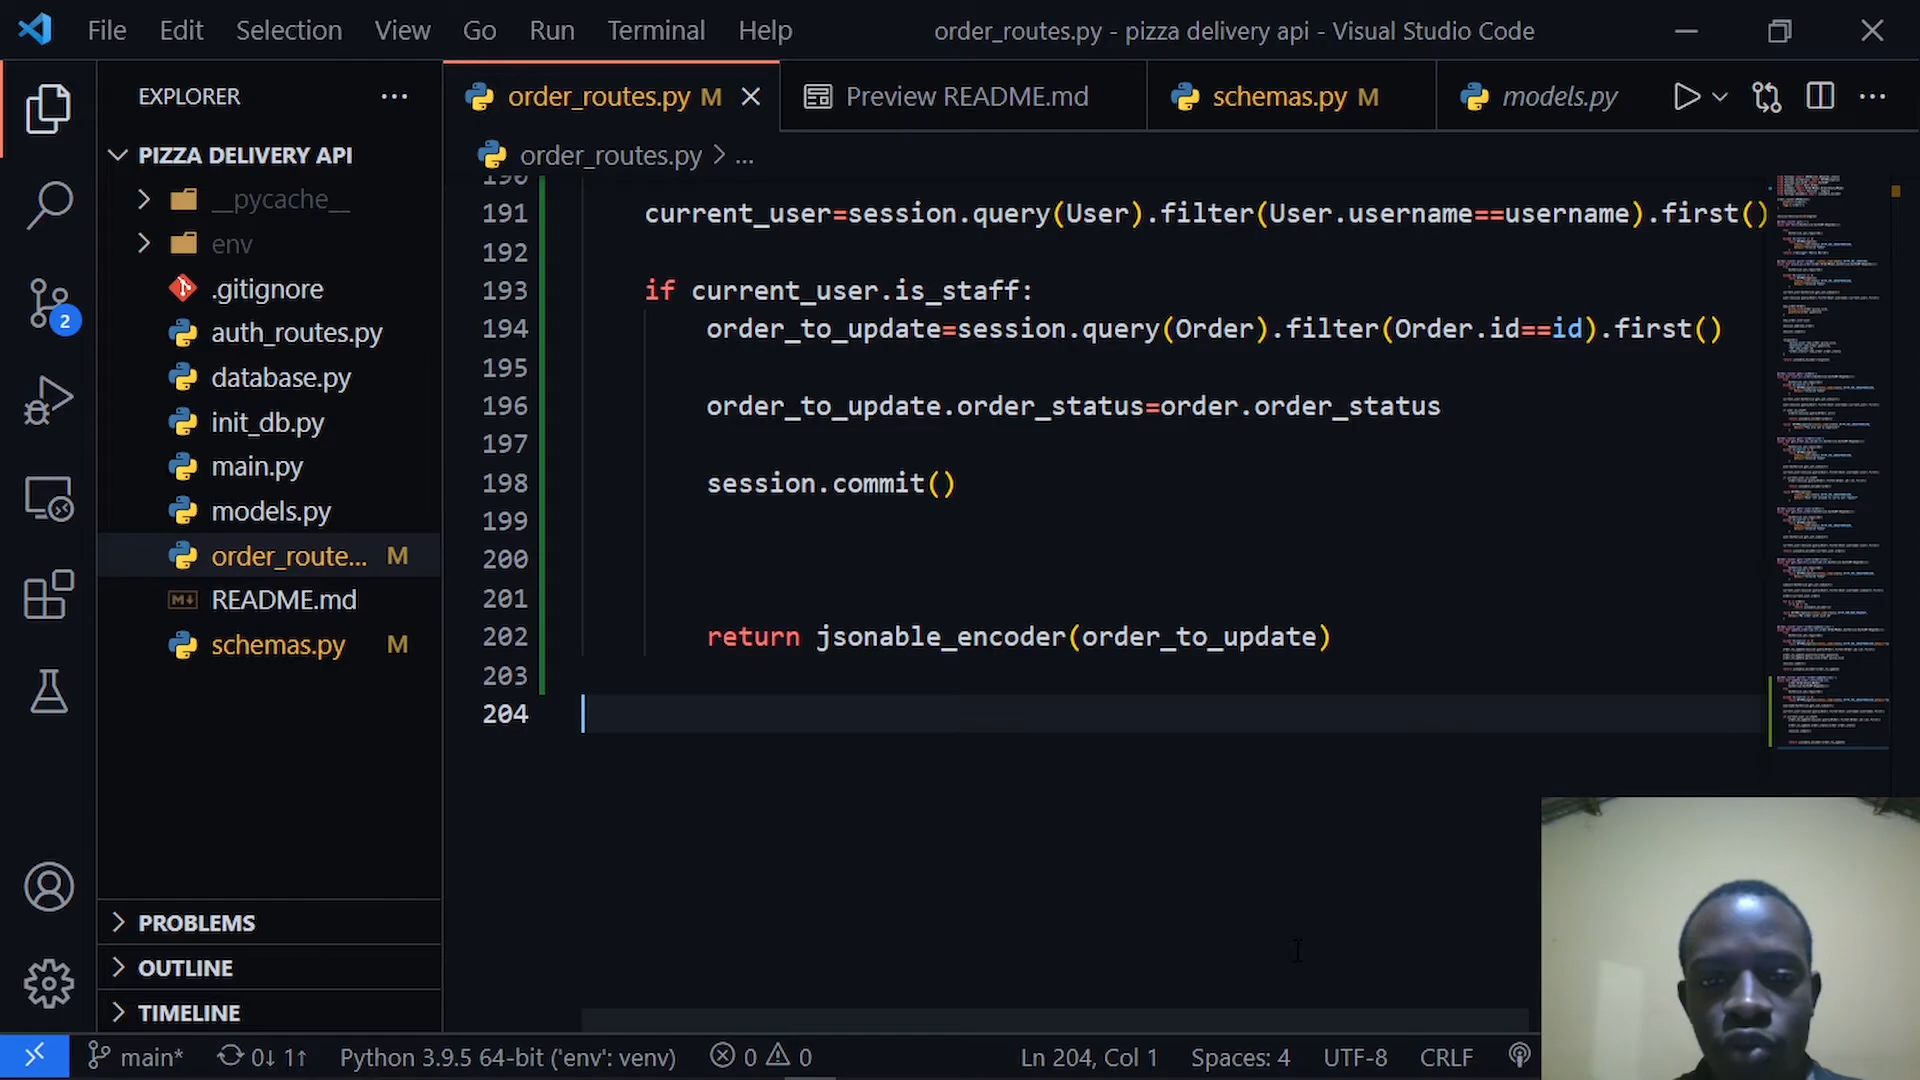 File Edit Selection View Go Run Terminal Help order_routes.py - pizza delivery api - Visual Studio Code
EXPLORER ...
order_routes.py M
Preview README.md
schemas.py M
models.py
PIZZA DELIVERY API
order_routes.py > ...
__pycache__
env
.gitignore
auth_routes.py
database.py
init_db.py
main.py
models.py
order_route... M
README.md
schemas.py M
PROBLEMS
OUTLINE
TIMELINE
2
190
191 current_user=session.query(User).filter(User.username==username).first()
192
193 if current_user.is_staff:
194 order_to_update=session.query(Order).filter(Order.id==id).first()
195
196 order_to_update.order_status=order.order_status
197
198 session.commit()
199
200
201
202 return jsonable_encoder(order_to_update)
203
204
main* 0↓ 1↑ Python 3.9.5 64-bit ('env': venv) 0 0 Ln 204, Col 1 Spaces: 4 UTF-8 CRLF